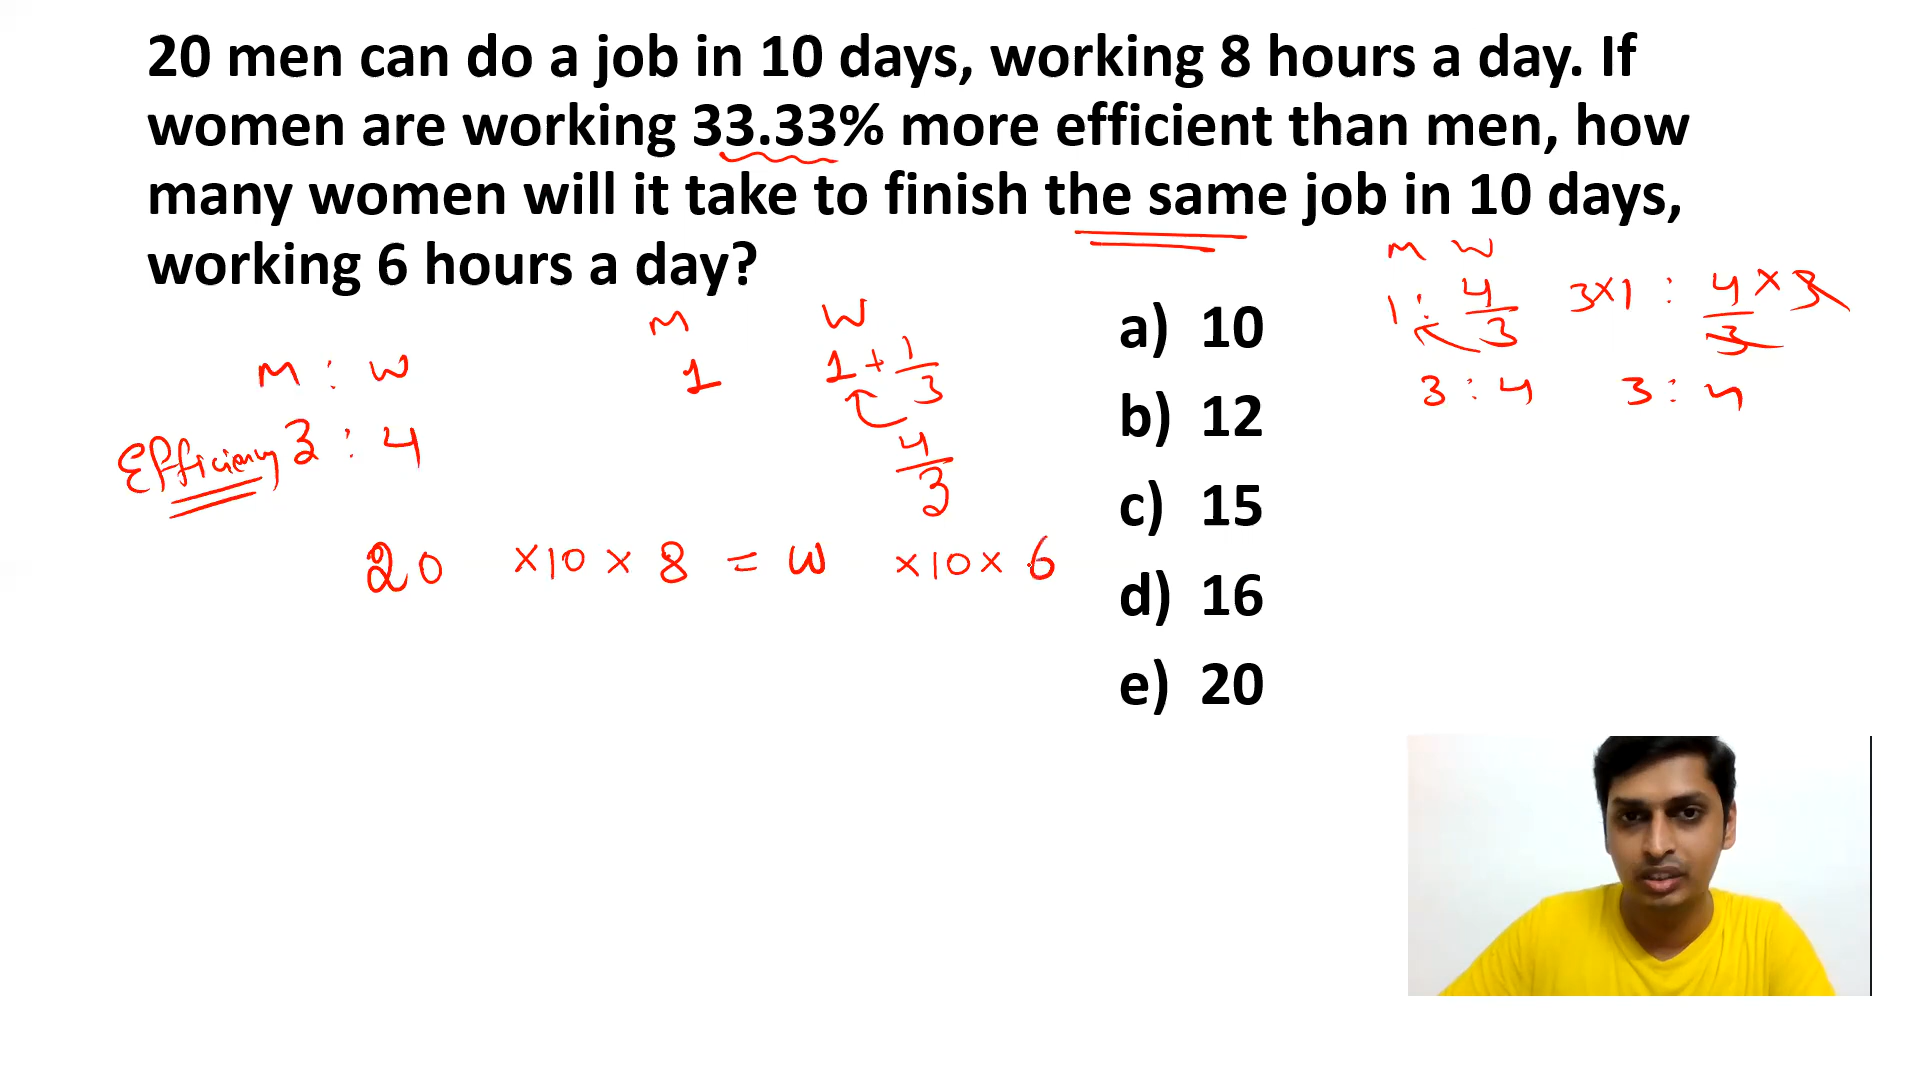 20 men can do a job in 10 days, working 8 hours a day. If
women are working 33.33% more efficient than men, how
many women will it take to finish the same job in 10 days,
working 6 hours a day?
M W
1 : 4/3 3×1 : 4/3 × 3
3 : 4 3 : 4
M W
1 1 + 1/3
4/3
M : W
Efficiency 3 : 4
20 ×10 × 8 = W ×10 × 6
a) 10
b) 12
c) 15
d) 16
e) 20